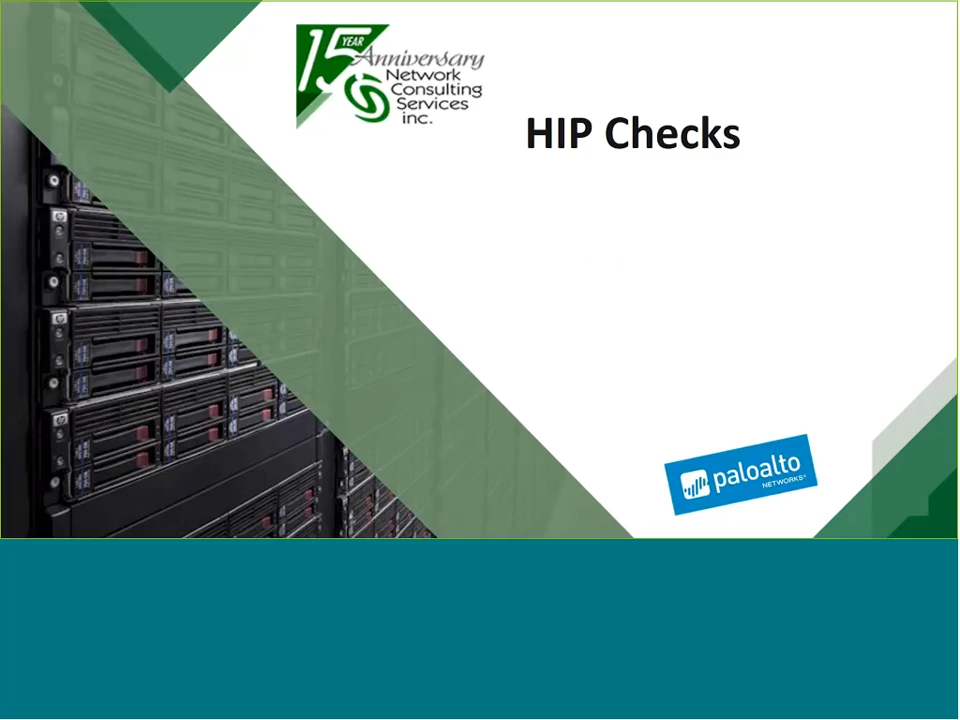 15 YEAR
Anniversary
Network
Consulting
Services
inc.
HIP Checks
paloalto
NETWORKS®